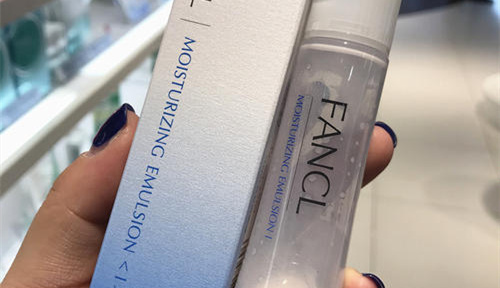 MOISTURIZING EMULSION < I
FANCL
MOISTURIZING EMULSION I